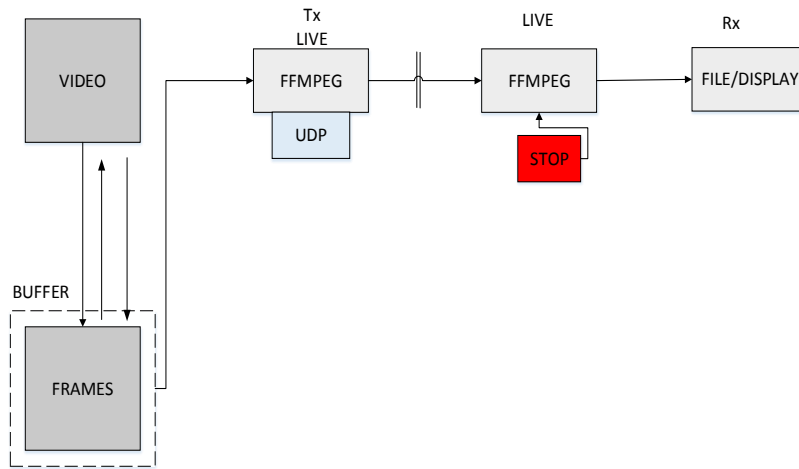 Tx
LIVE
LIVE
Rx
VIDEO
FFMPEG
FFMPEG
FILE/DISPLAY
UDP
STOP
BUFFER
FRAMES